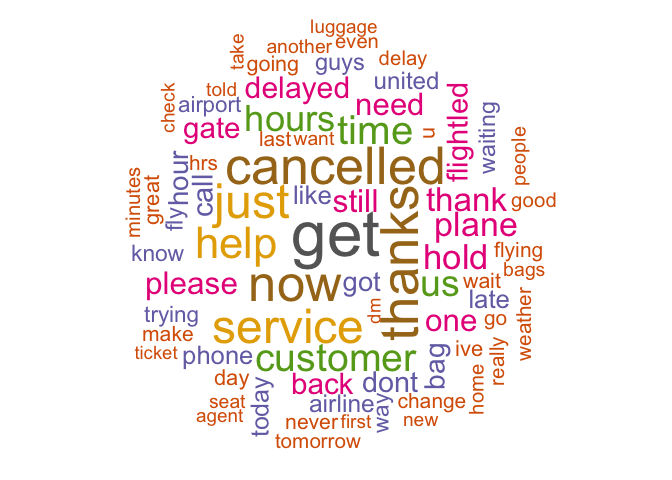 luggage
another even
take going guys delay
told delayed united
check airport hours need
gate time u flightled waiting
last want
hrs cancelled people
minutes great fly hour call just like still thanks thank good
help get plane
know hold flying
please now got us wait bags
trying dm late
make service one go weather
ticket phone customer bag ive really
day back dont home
seat today airline way change
agent never first new
tomorrow